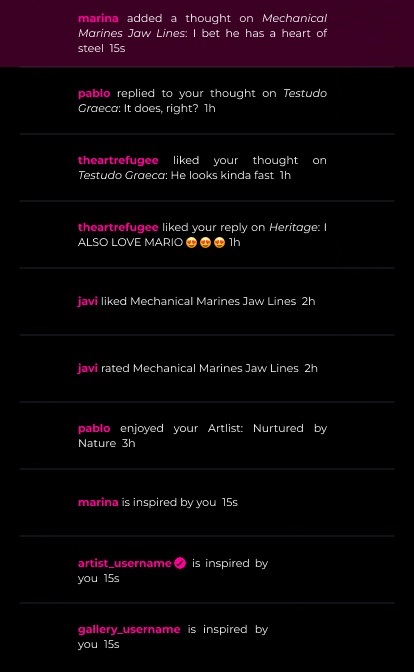 marina added a thought on Mechanical
Marines Jaw Lines: I bet he has a heart of
steel 15s
pablo replied to your thought on Testudo
Graeca: It does, right? 1h
theartrefugee liked your thought on
Testudo Graeca: He looks kinda fast 1h
theartrefugee liked your reply on Heritage: I
ALSO LOVE MARIO 😍 😍 😍 1h
javi liked Mechanical Marines Jaw Lines 2h
javi rated Mechanical Marines Jaw Lines 2h
pablo enjoyed your Artlist: Nurtured by
Nature 3h
marina is inspired by you 15s
artist_username is inspired by
you 15s
gallery_username is inspired by
you 15s